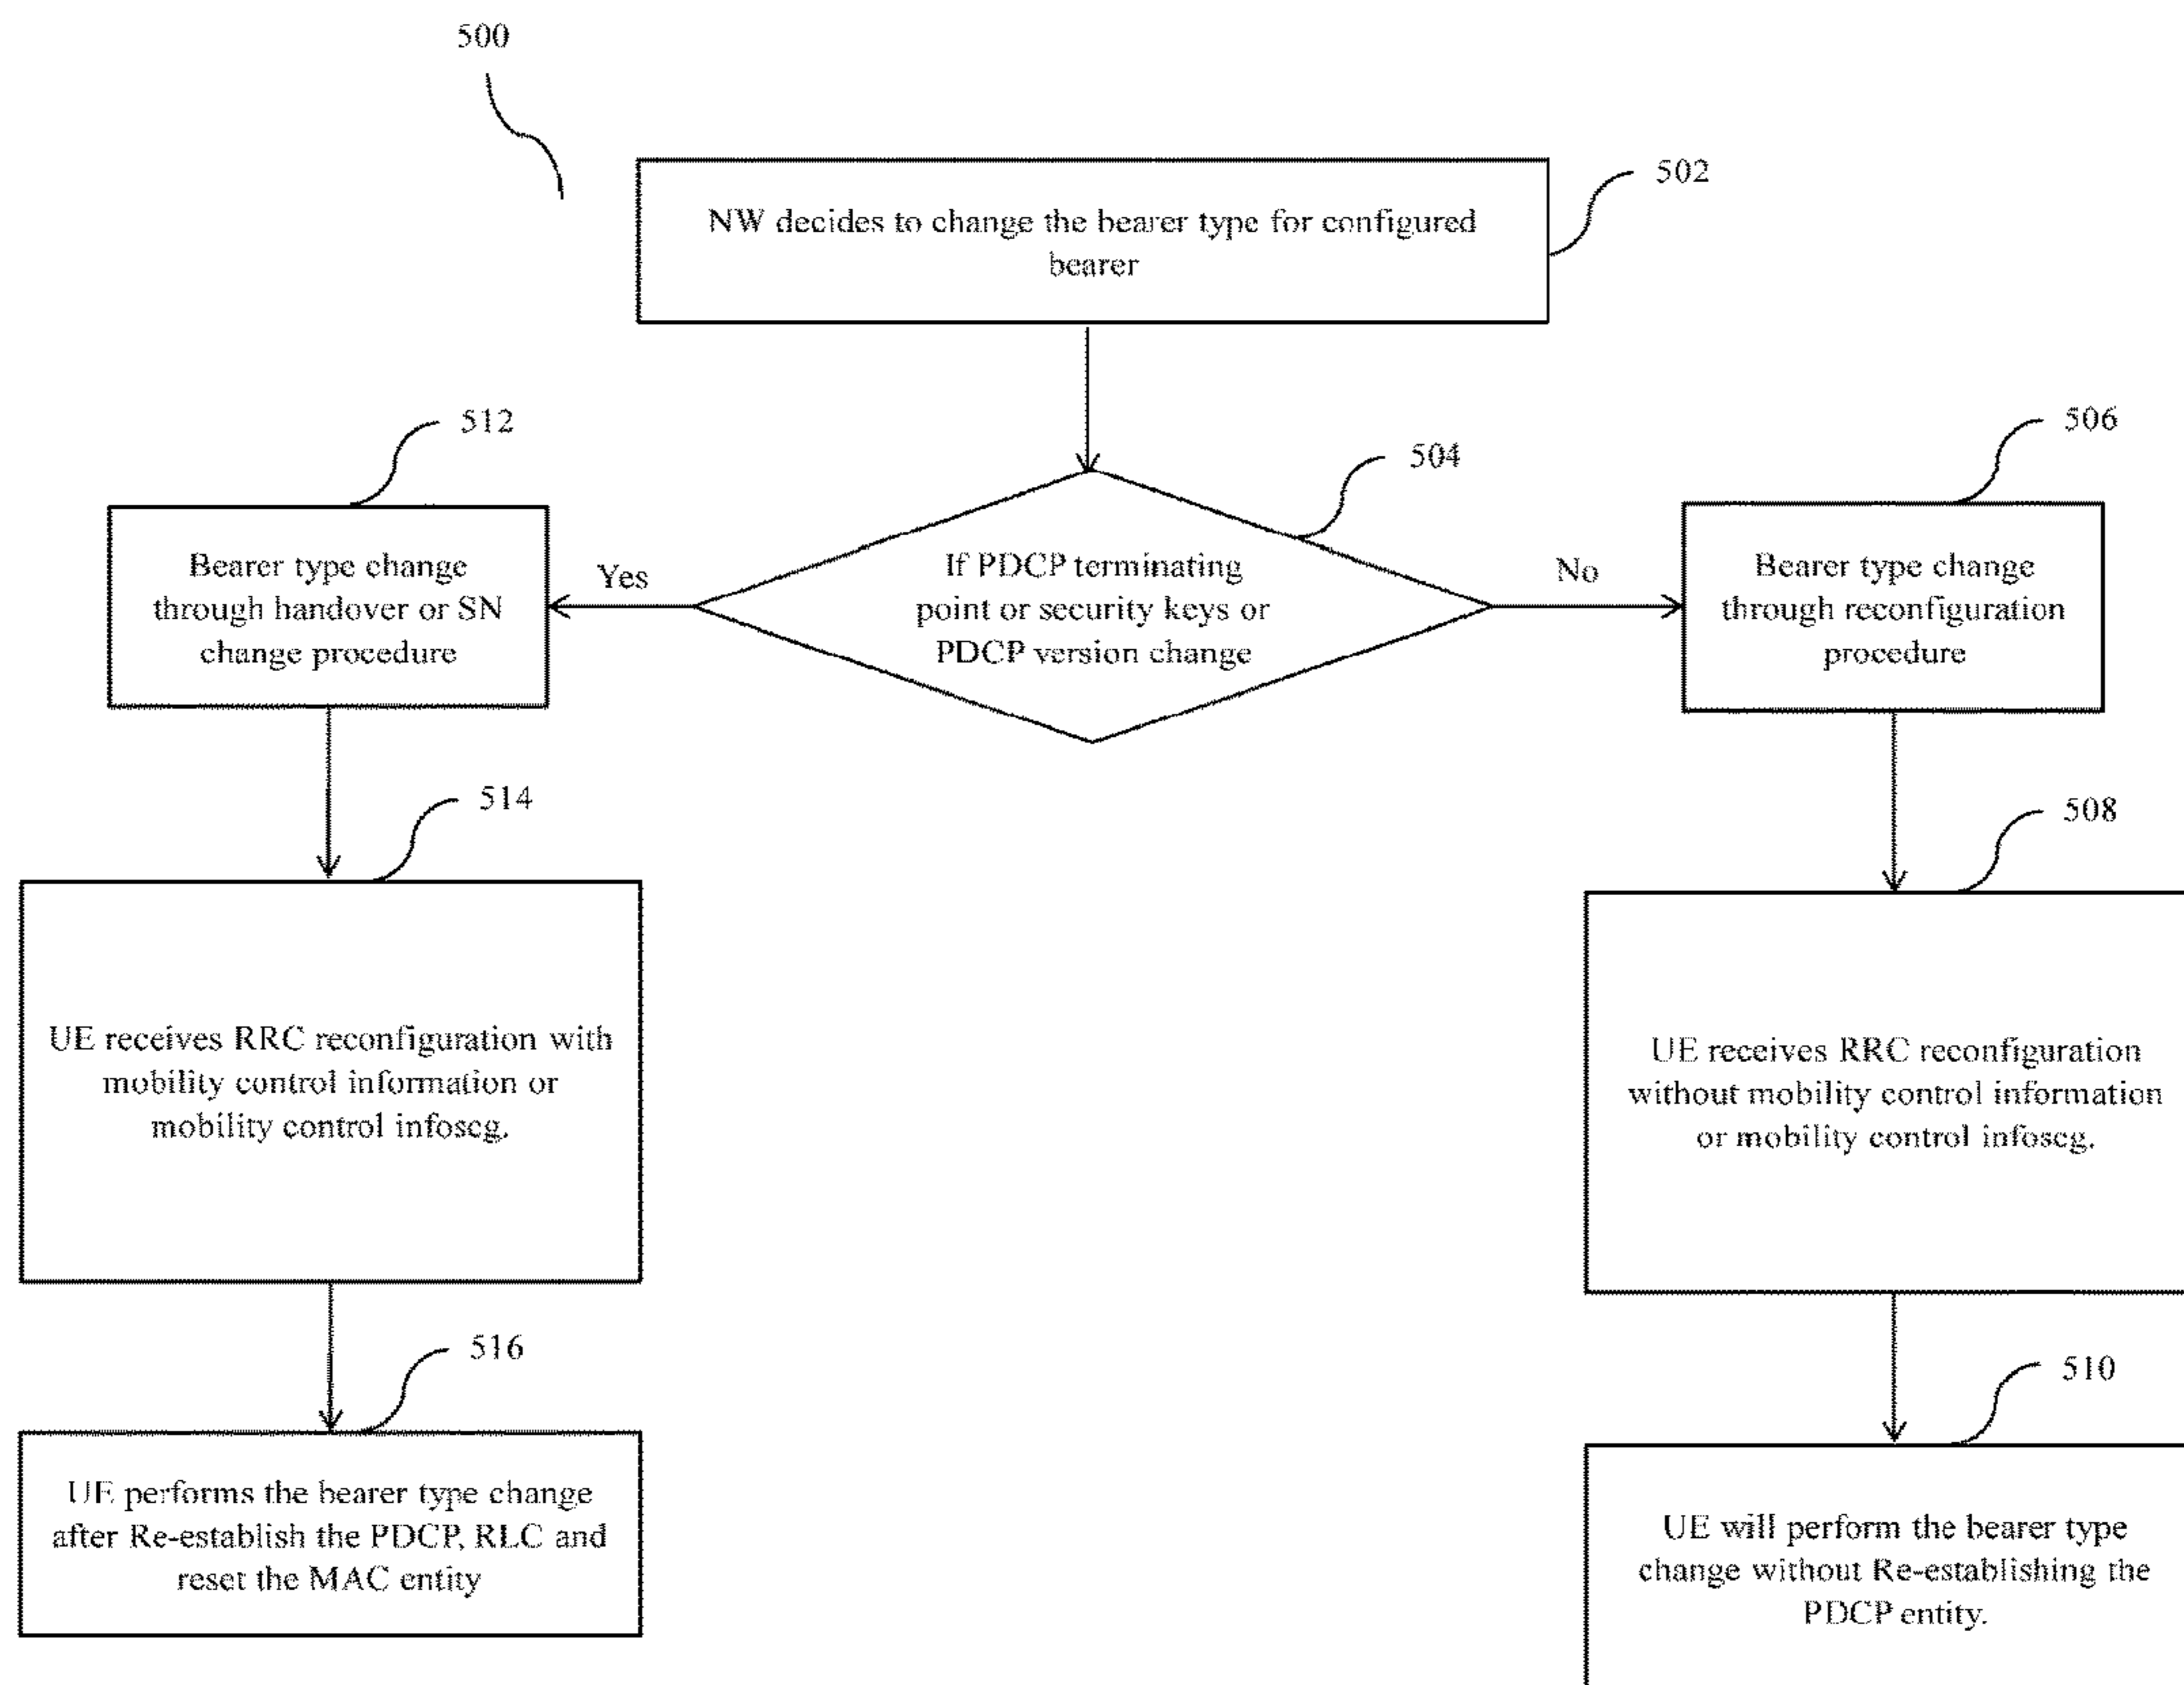 500
502
NW decides to change the bearer type for configured
bearer
504
If PDCP terminating
point or security keys or
PDCP version change
Yes
No
512
Bearer type change
through handover or SN
change procedure
506
Bearer type change
through reconfiguration
procedure
514
UE receives RRC reconfiguration with
mobility control information or
mobility control infoscg.
508
UE receives RRC reconfiguration
without mobility control information
or mobility control infoscg.
516
UE performs the bearer type change
after Re-establish the PDCP, RLC and
reset the MAC entity
510
UE will perform the bearer type
change without Re-establishing the
PDCP entity.